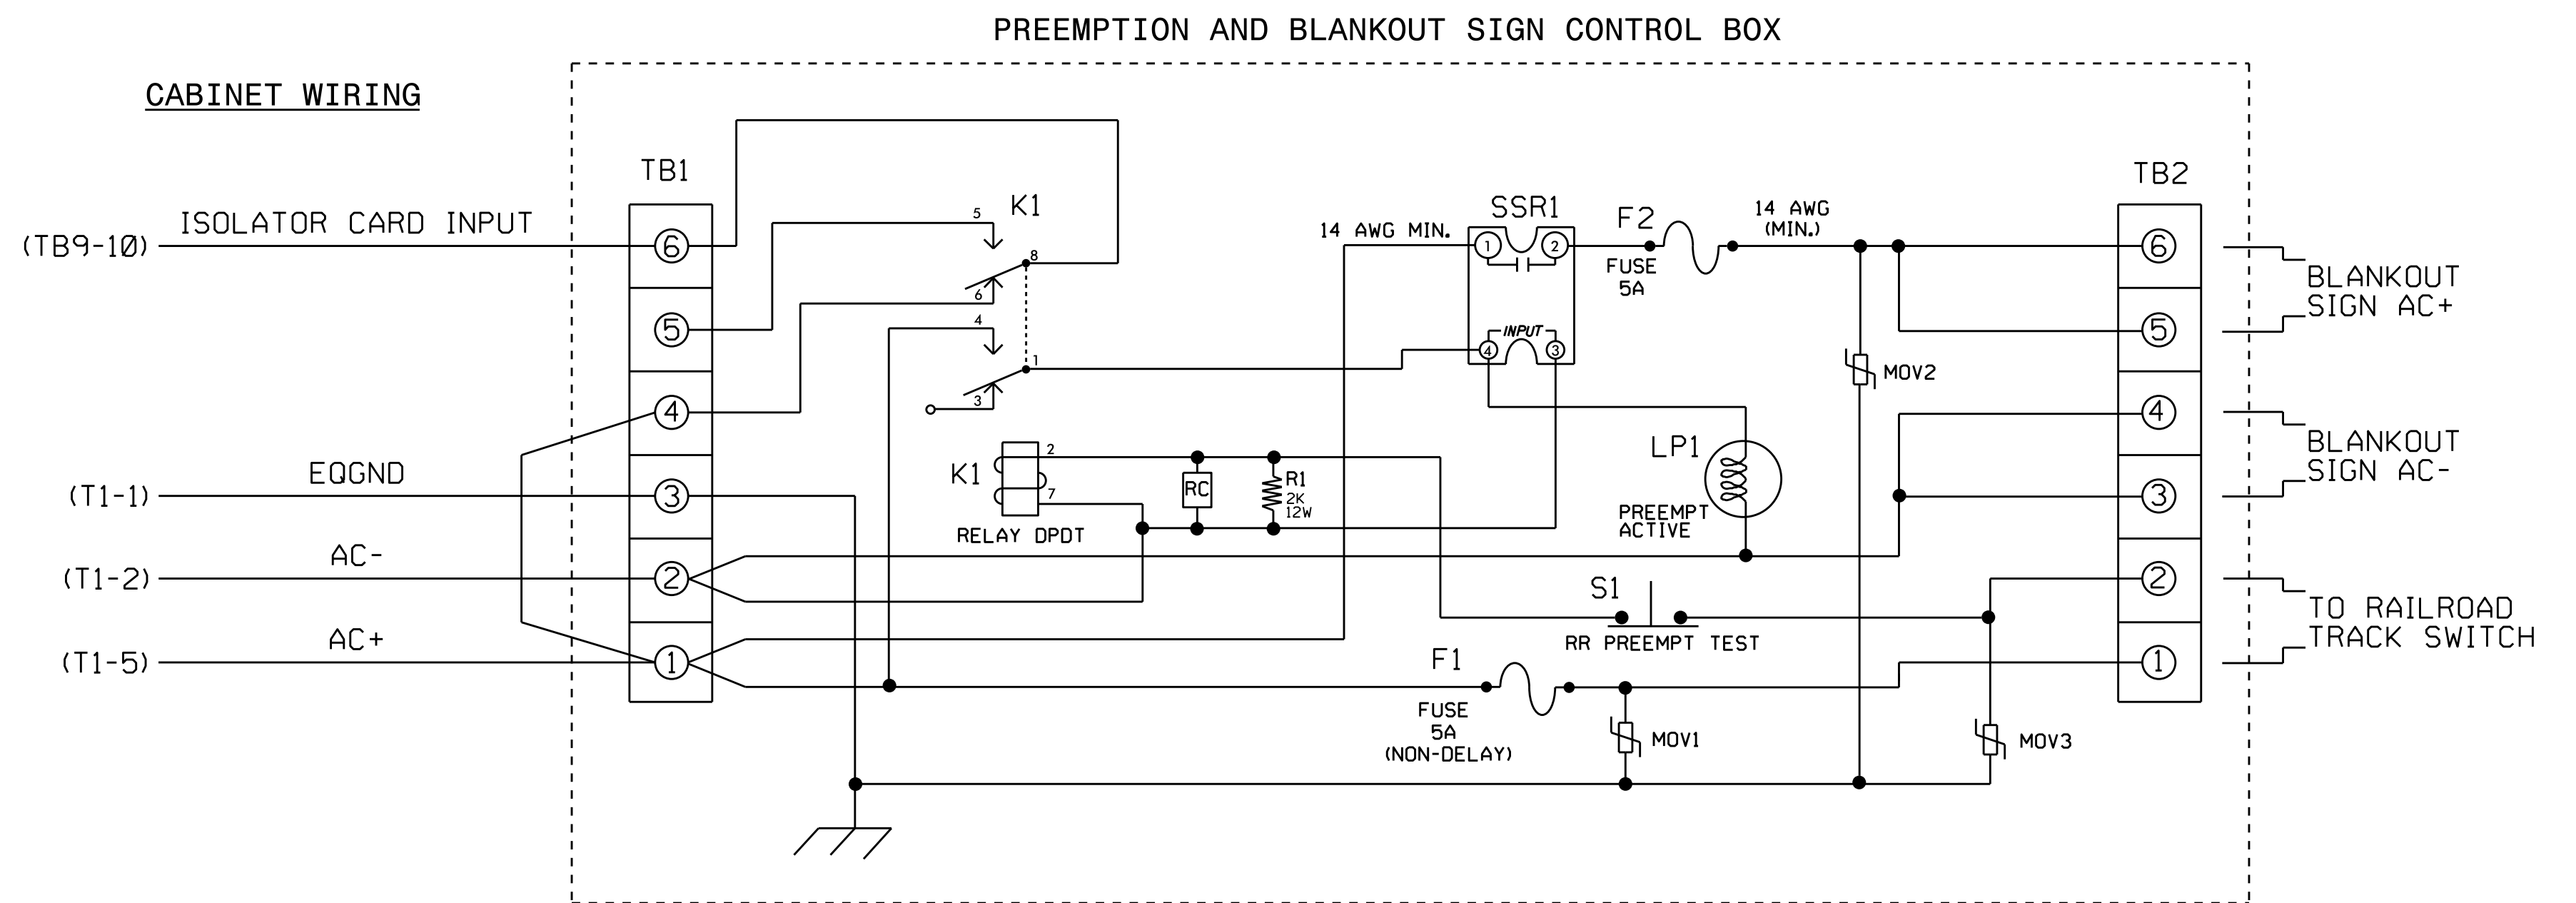 PREEMPTION AND BLANKOUT SIGN CONTROL BOX
CABINET WIRING
TB1
(TB9-10)
ISOLATOR CARD INPUT
(T1-1)
EQGND
(T1-2)
AC-
(T1-5)
AC+
6
5
4
3
2
1
5
K1
8
6
4
1
3
K1
2
7
RELAY DPDT
RC
R1
2K
12W
14 AWG MIN.
SSR1
1
2
INPUT
4
3
F2
FUSE
5A
14 AWG
(MIN.)
MOV2
LP1
PREEMPT
ACTIVE
S1
RR PREEMPT TEST
F1
FUSE
5A
(NON-DELAY)
MOV1
MOV3
TB2
6
5
4
3
2
1
BLANKOUT
SIGN AC+
BLANKOUT
SIGN AC-
TO RAILROAD
TRACK SWITCH